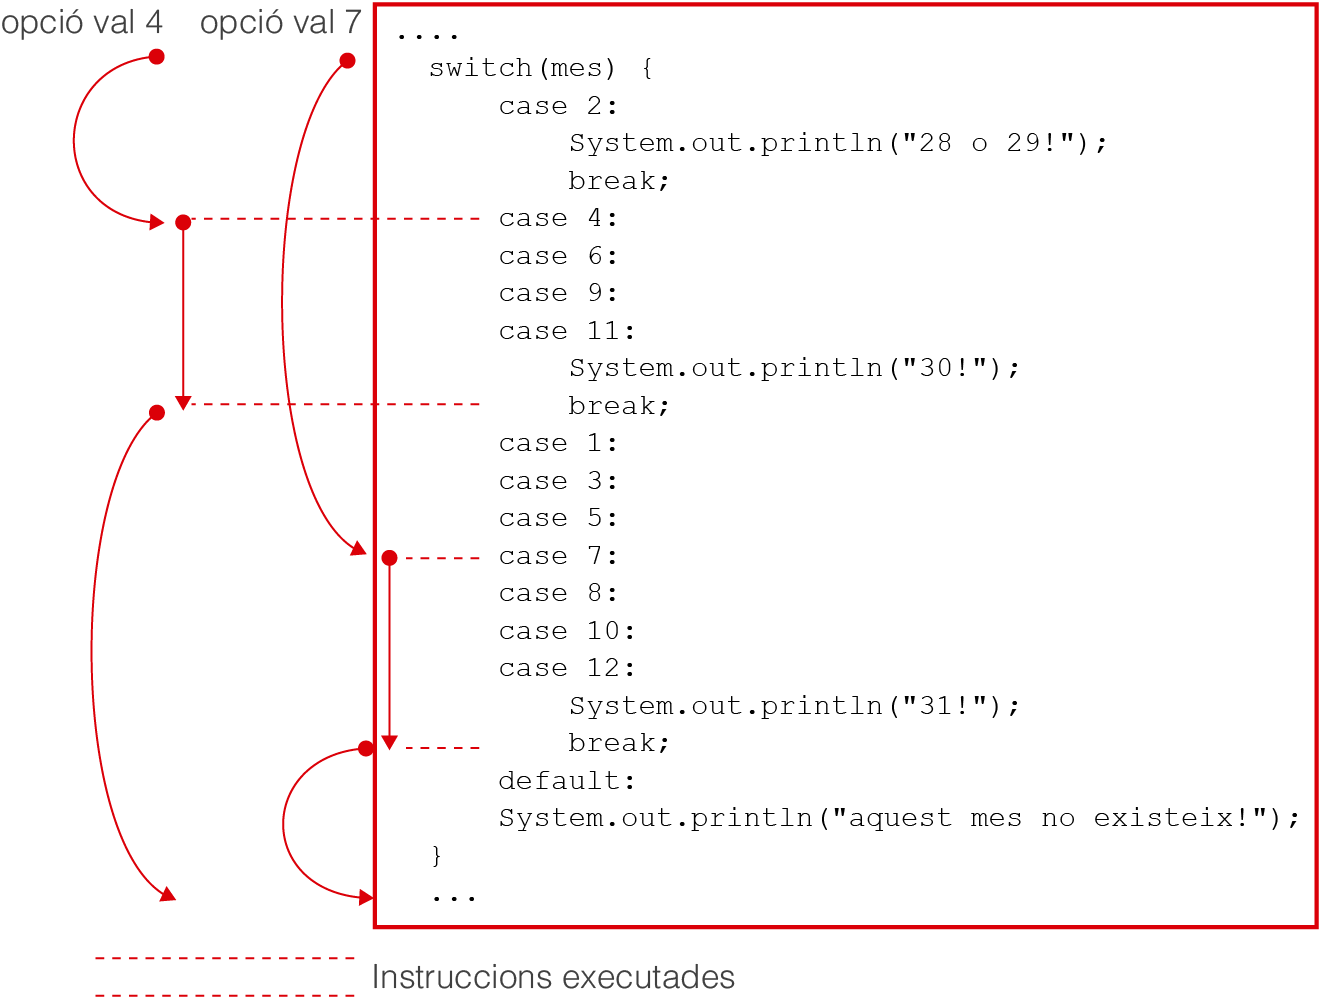 opció val 4
opció val 7
....
switch(mes) {
case 2:
System.out.println("28 o 29!");
break;
case 4:
case 6:
case 9:
case 11:
System.out.println("30!");
break;
case 1:
case 3:
case 5:
case 7:
case 8:
case 10:
case 12:
System.out.println("31!");
break;
default:
System.out.println("aquest mes no existeix!");
}
...
Instruccions executades